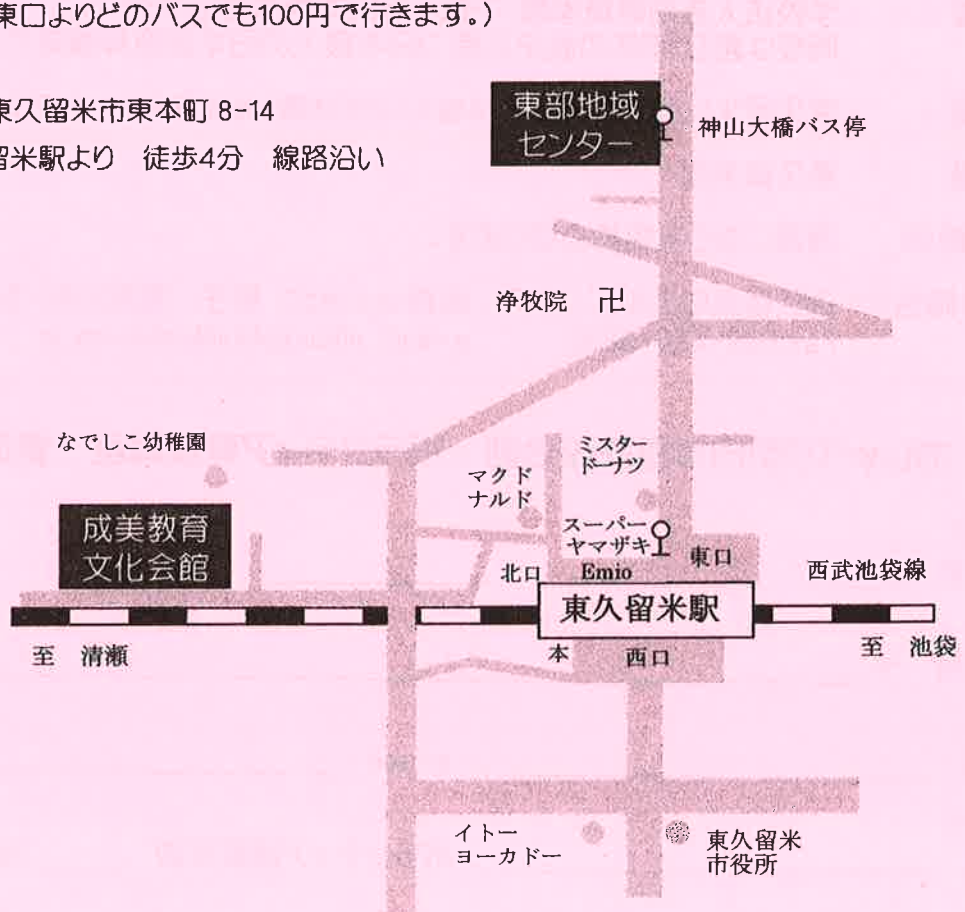 東口よりどのバスでも100円で行きます。)
東久留米市東本町 8-14
留米駅より 徒歩4分 線路沿い
東部地域
センター
神山大橋バス停
浄牧院 卍
なでしこ幼稚園
ミスター
ドーナツ
マクド
ナルド
成美教育
文化会館
スーパー
ヤマザキ
北口
Emio
東口
西武池袋線
東久留米駅
至 清瀬
本
西口
至 池袋
イトー
ヨーカドー
東久留米
市役所